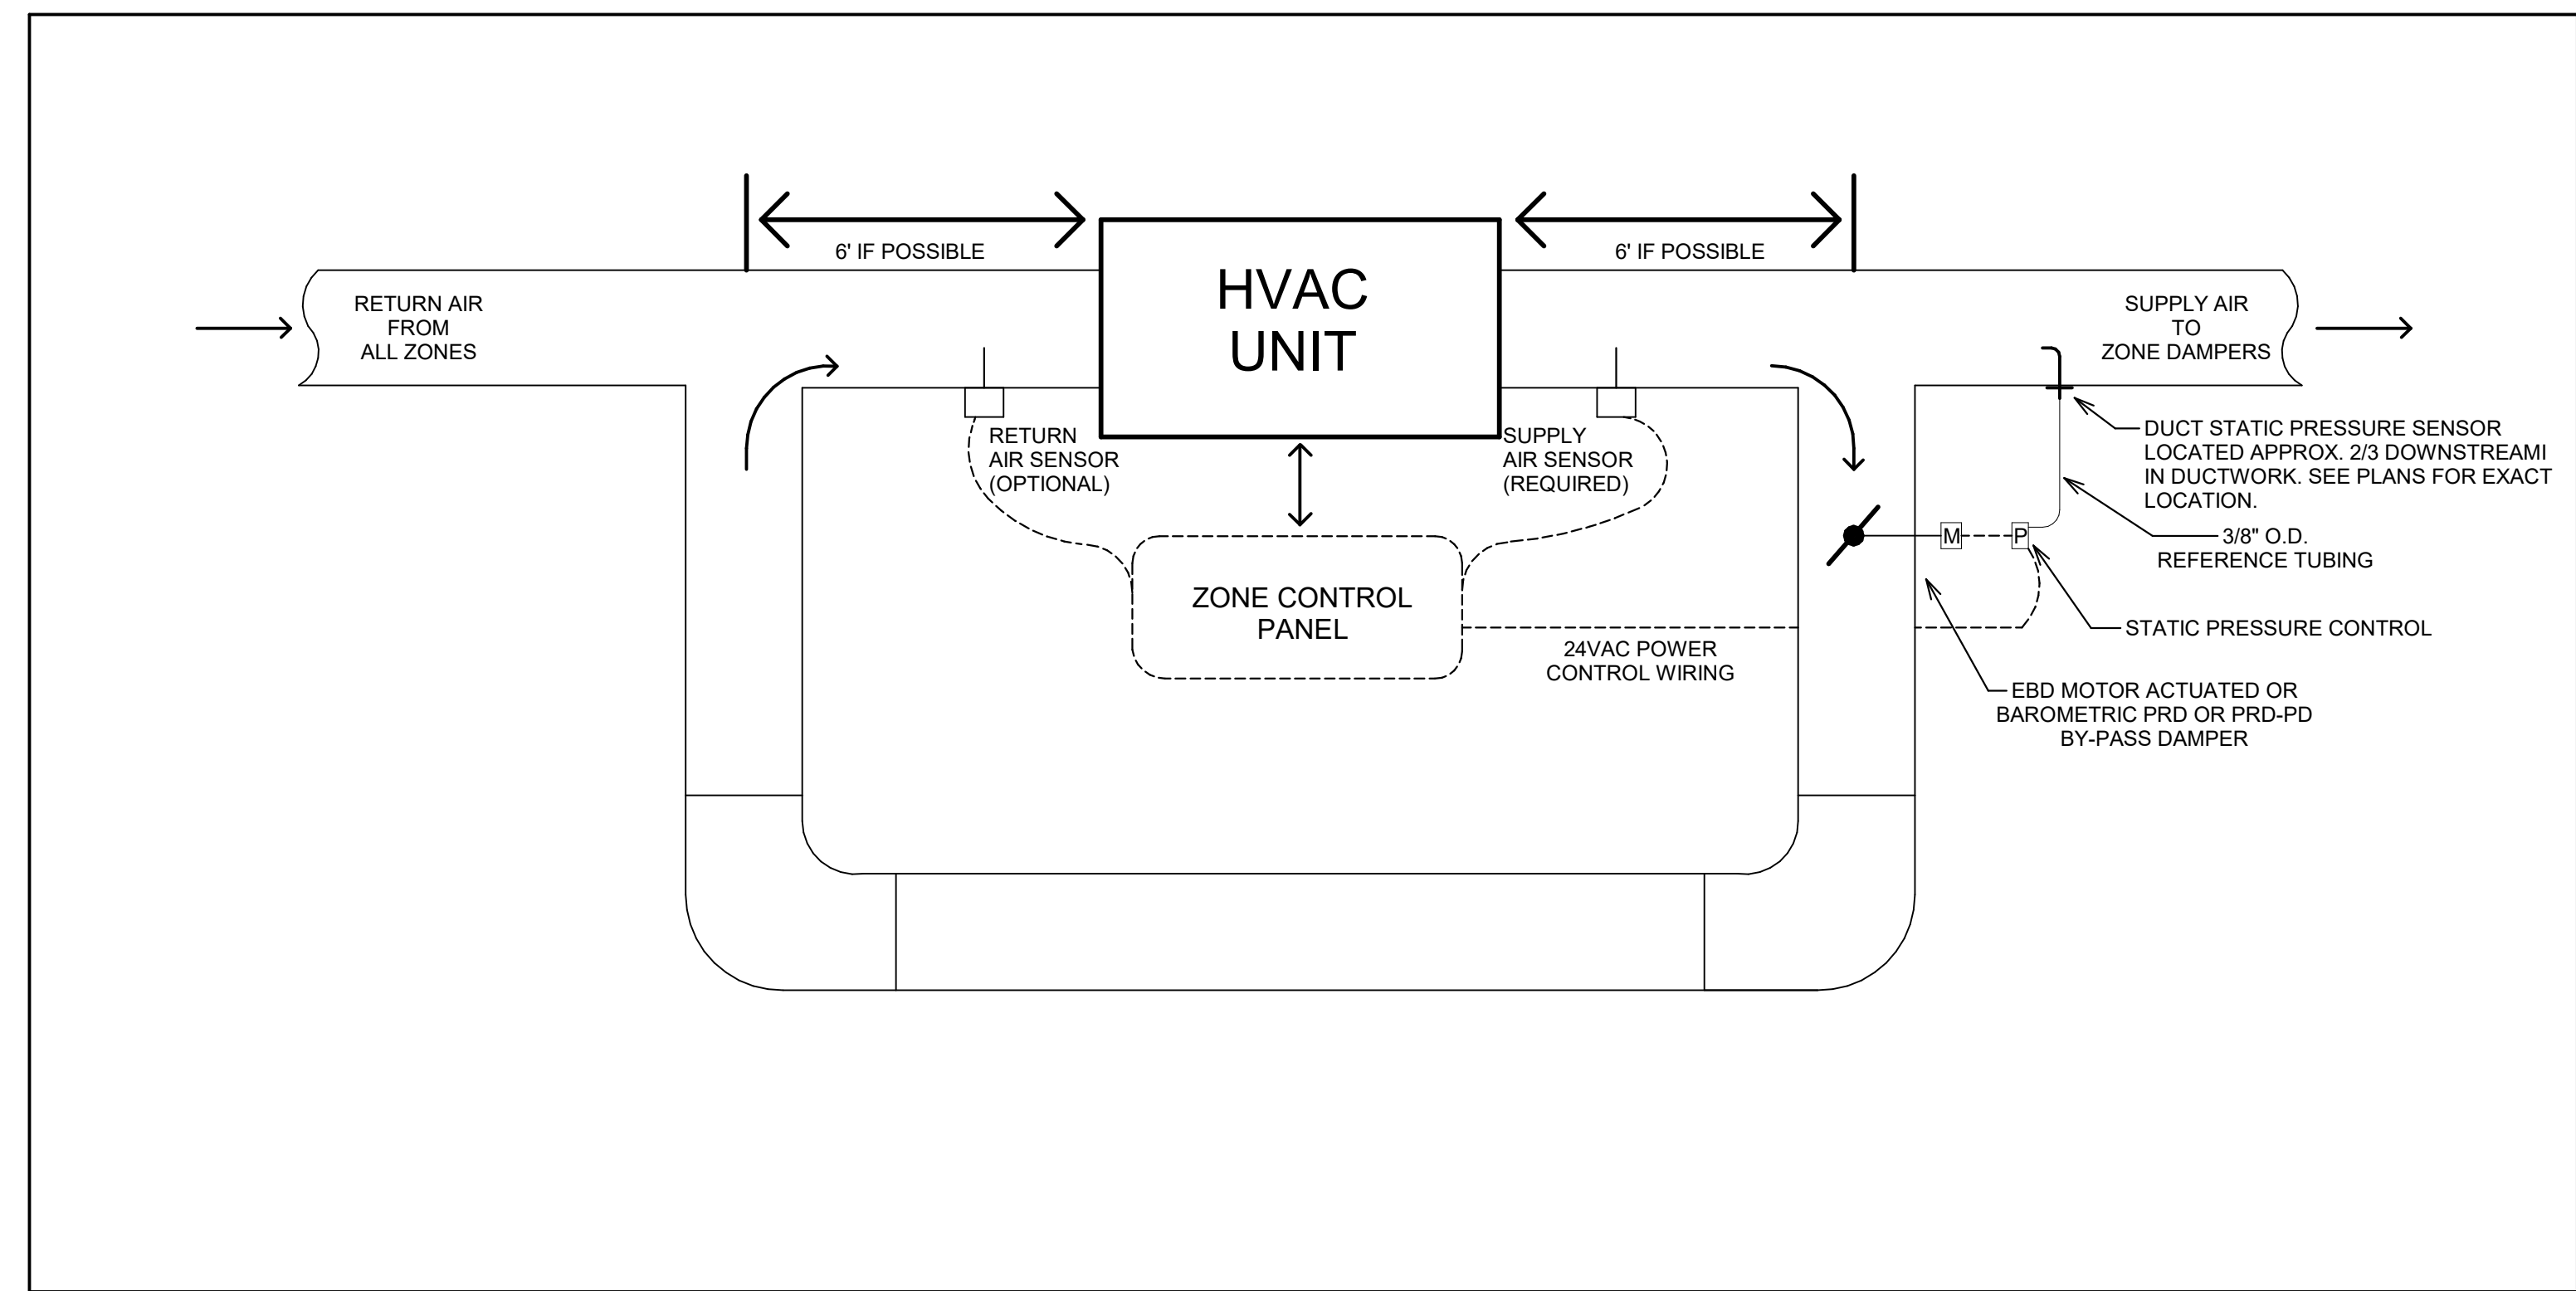 6' IF POSSIBLE
6' IF POSSIBLE
HVAC
UNIT
RETURN AIR
FROM
ALL ZONES
SUPPLY AIR
TO
ZONE DAMPERS
RETURN
AIR SENSOR
(OPTIONAL)
SUPPLY
AIR SENSOR
(REQUIRED)
DUCT STATIC PRESSURE SENSOR
LOCATED APPROX. 2/3 DOWNSTREAMI
IN DUCTWORK. SEE PLANS FOR EXACT
LOCATION.
M
P
3/8" O.D.
REFERENCE TUBING
ZONE CONTROL
PANEL
STATIC PRESSURE CONTROL
24VAC POWER
CONTROL WIRING
EBD MOTOR ACTUATED OR
BAROMETRIC PRD OR PRD-PD
BY-PASS DAMPER